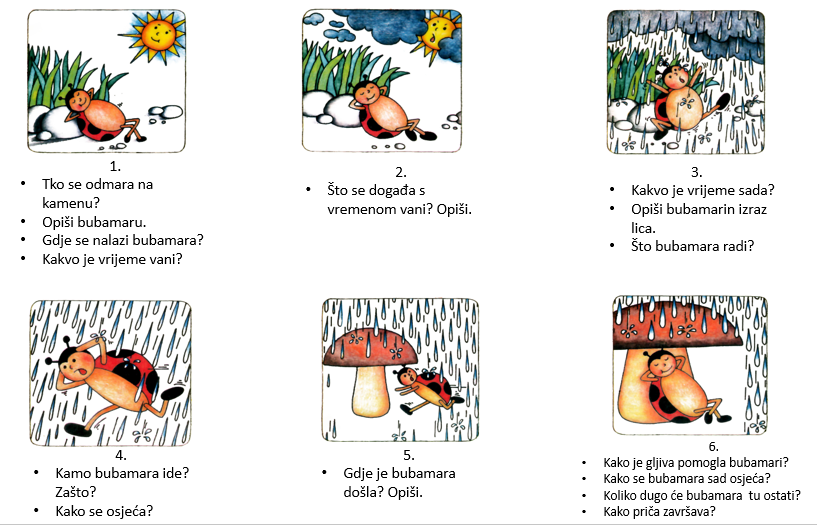 1.
• Tko se odmara na
kamenu?
• Opiši bubamaru.
• Gdje se nalazi bubamara?
• Kakvo je vrijeme vani?
2.
• Što se događa s
vremenom vani? Opiši.
3.
• Kakvo je vrijeme sada?
• Opiši bubamarin izraz
lica.
• Što bubamara radi?
4.
• Kamo bubamara ide?
Zašto?
• Kako se osjeća?
5.
• Gdje je bubamara
došla? Opiši.
6.
• Kako je gljiva pomogla bubamari?
• Kako se bubamara sad osjeća?
• Koliko dugo će bubamara tu ostati?
• Kako priča završava?